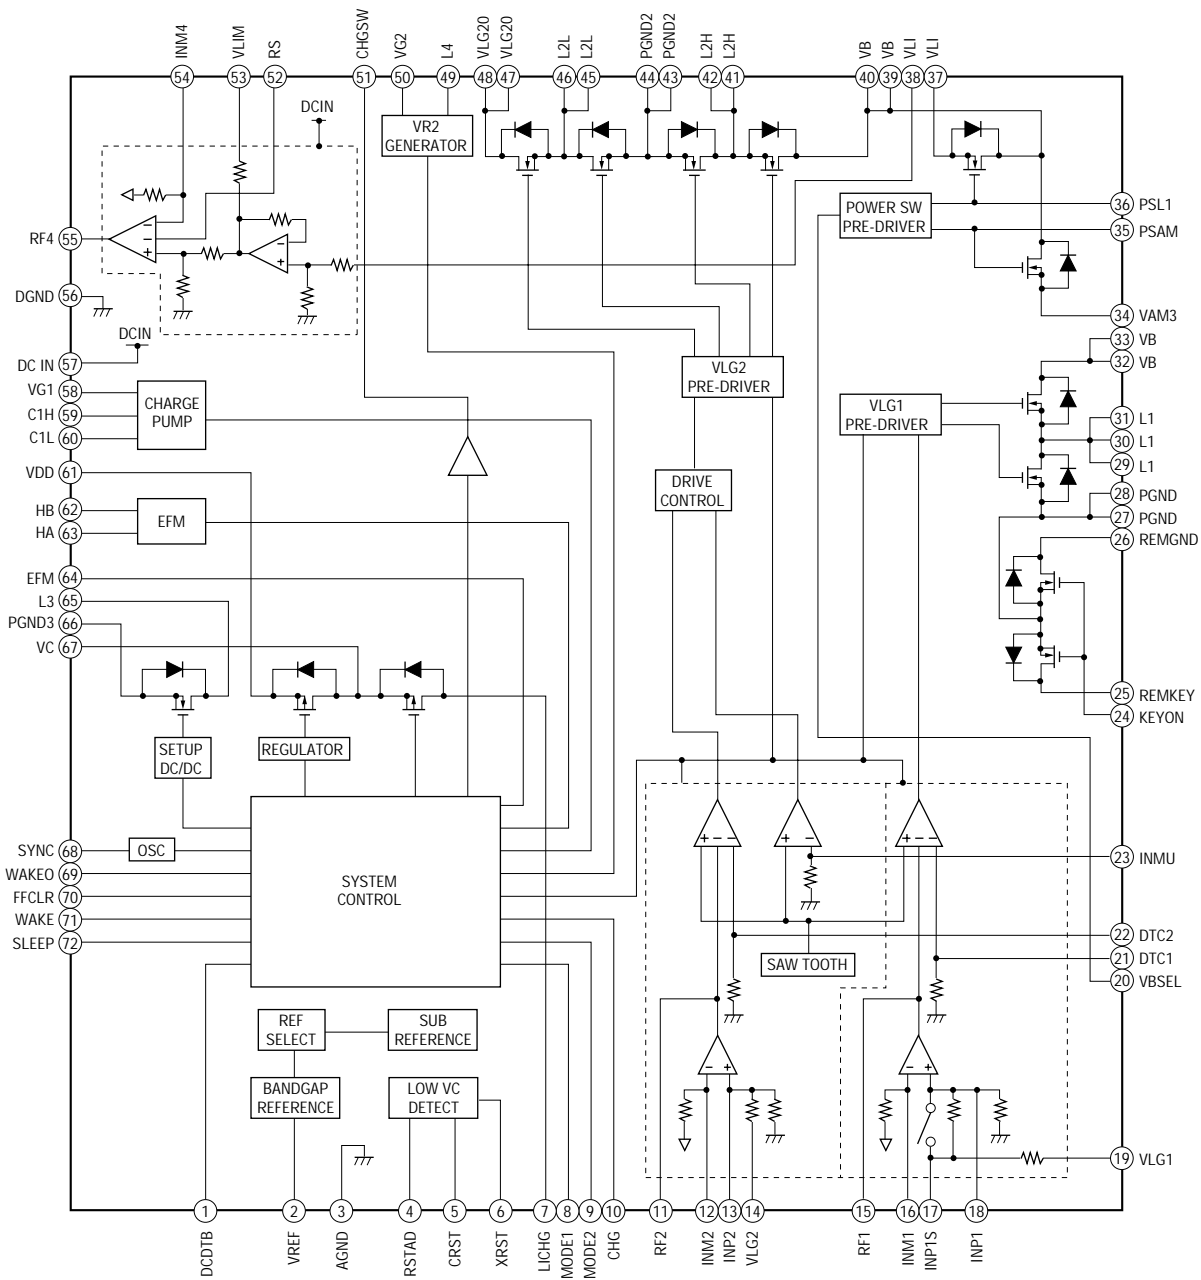 INM4
VLIM
RS
CHGSW
VG2
L4
VLG20
VLG20
L2L
L2L
PGND2
PGND2
L2H
L2H
VB
VB
VLI
VLI
54
53
52
51
50
49
48
47
46
45
44
43
42
41
40
39
38
37
DCIN
VR2
GENERATOR
POWER SW
PRE-DRIVER
36 PSL1
35 PSAM
RF4 55
DGND 56
34 VAM3
33 VB
32 VB
DCIN
DC IN 57
VG1 58
C1H 59
C1L 60
CHARGE
PUMP
VLG2
PRE-DRIVER
VLG1
PRE-DRIVER
31 L1
30 L1
29 L1
28 PGND
27 PGND
26 REMGND
VDD 61
DRIVE
CONTROL
HB 62
HA 63
EFM
EFM 64
L3 65
PGND3 66
VC 67
25 REMKEY
24 KEYON
SETUP
DC/DC
REGULATOR
SYNC 68
OSC
WAKEO 69
FFCLR 70
WAKE 71
SLEEP 72
SYSTEM
CONTROL
+ − −
+ −
+ − −
23 INMU
22 DTC2
21 DTC1
20 VBSEL
SAW TOOTH
REF
SELECT
SUB
REFERENCE
BANDGAP
REFERENCE
LOW VC
DETECT
− +
− +
19 VLG1
1
2
3
4
5
6
7
8
9
10
11
12
13
14
15
16
17
18
DCDTB
VREF
AGND
RSTAD
CRST
XRST
LICHG
MODE1
MODE2
CHG
RF2
INM2
INP2
VLG2
RF1
INM1
INP1S
INP1